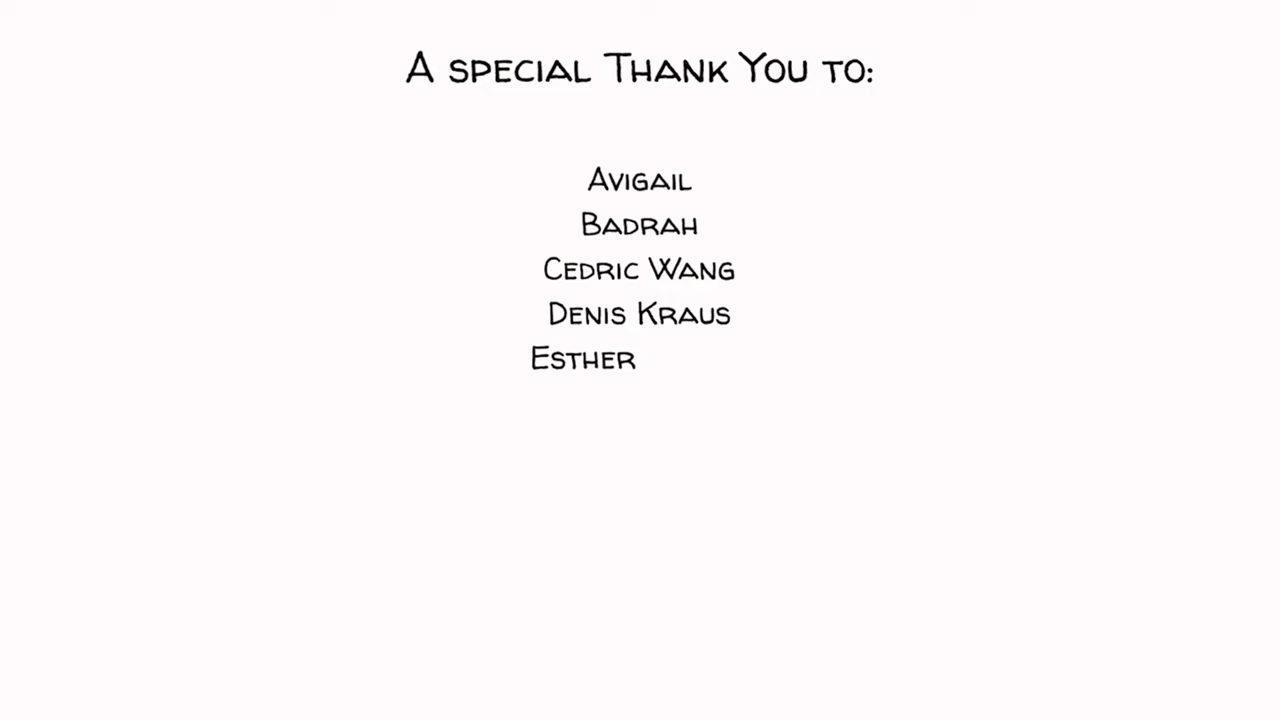 A special Thank You to:
Avigail
Badrah
Cedric Wang
Denis Kraus
Esther